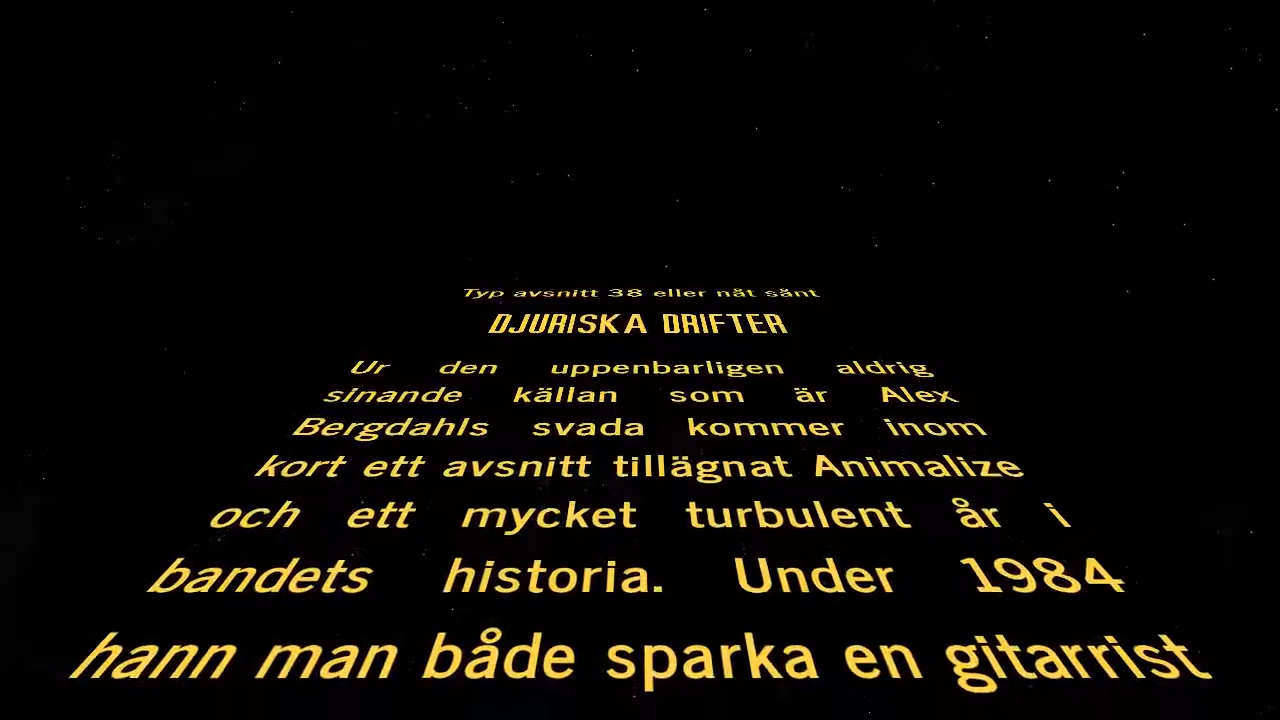 Typ avsnitt 38 eller nåt sånt
DJURISKA DRIFTER
Ur den uppenbarligen aldrig
sinande källan som är Alex
Bergdahls svada kommer inom
kort ett avsnitt tillägnat Animalize
och ett mycket turbulent år i
bandets historia. Under 1984
hann man både sparka en gitarrist